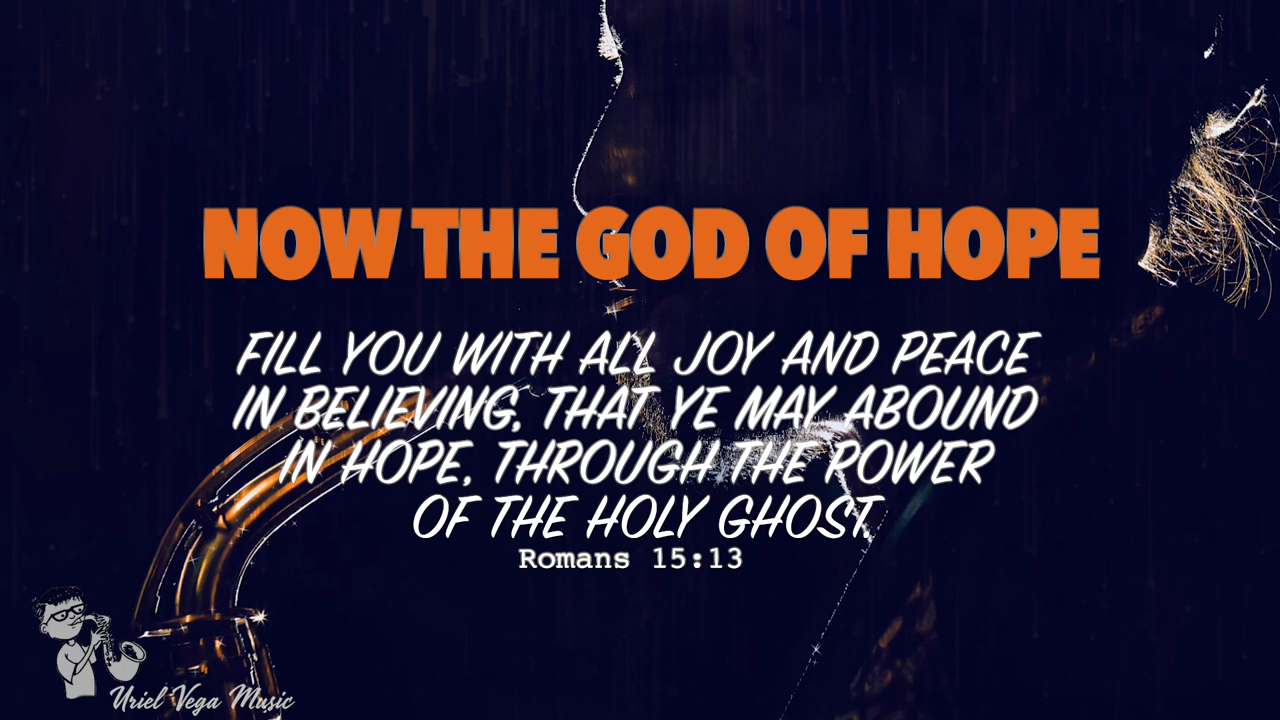 NOW THE GOD OF HOPE
FILL YOU WITH ALL JOY AND PEACE
IN BELIEVING, THAT YE MAY ABOUND
IN HOPE, THROUGH THE POWER
OF THE HOLY GHOST.
Romans 15:13
Uriel Vega Music